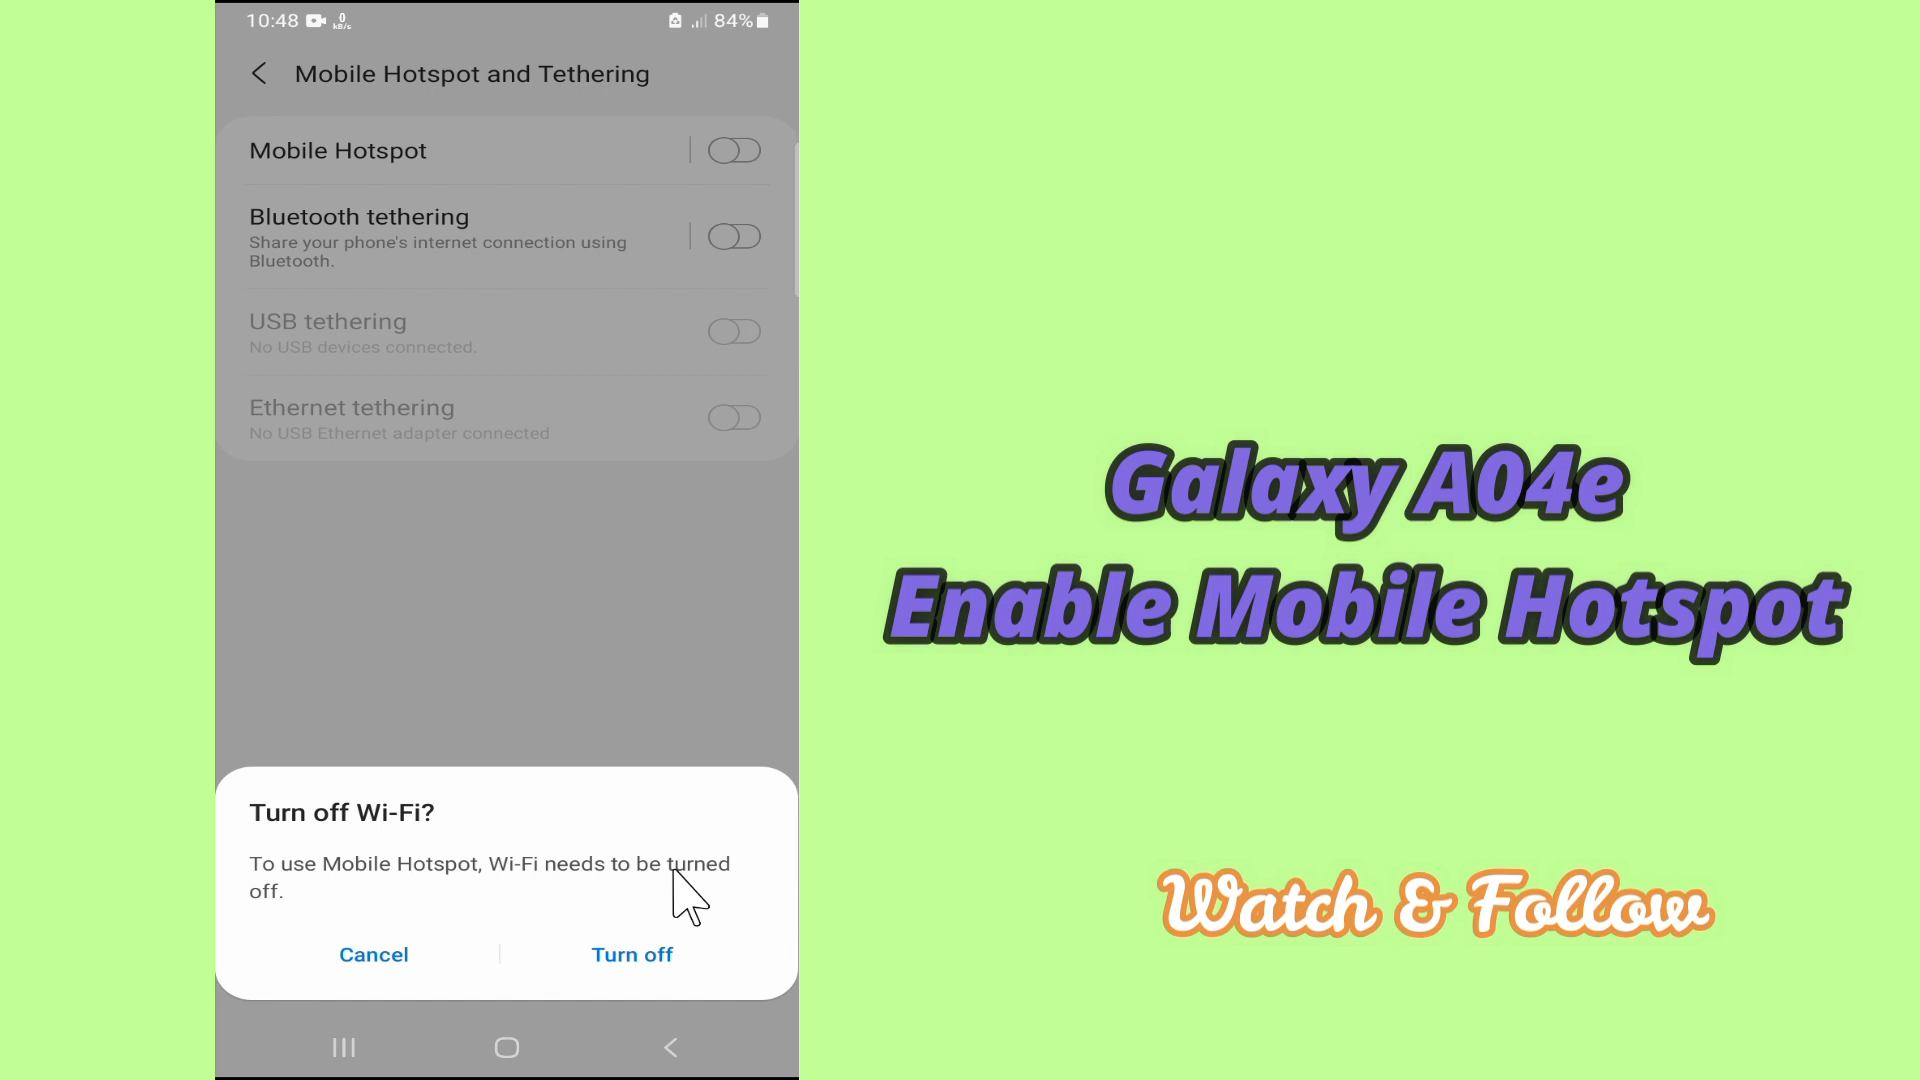 10:48 0 KB/s 84%
Mobile Hotspot and Tethering
Mobile Hotspot
Bluetooth tethering
Share your phone's internet connection using
Bluetooth.
USB tethering
No USB devices connected.
Ethernet tethering
No USB Ethernet adapter connected
Turn off Wi-Fi?
To use Mobile Hotspot, Wi-Fi needs to be turned
off.
Cancel Turn off
Galaxy A04e
Enable Mobile Hotspot
Watch & Follow